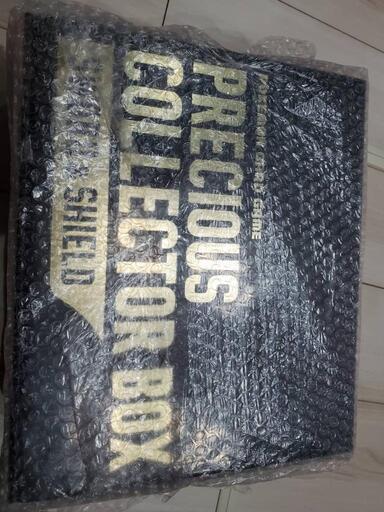 POKÉMON CARD GAME
PRECIOUS
COLLECTOR BOX
SWORD & SHIELD